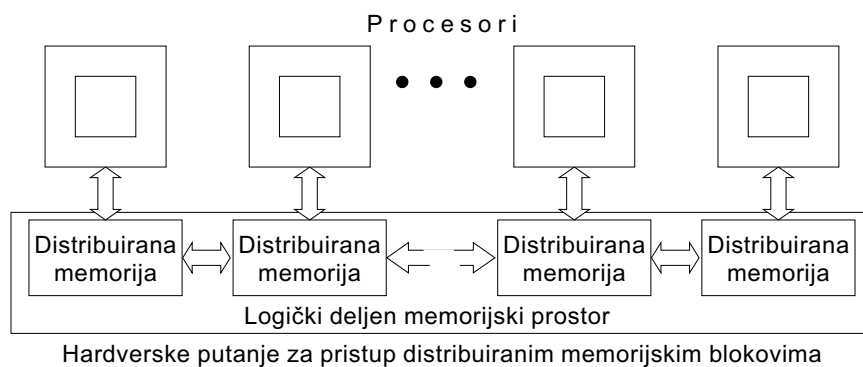 Procesori
Distribuirana
memorija
Distribuirana
memorija
Distribuirana
memorija
Distribuirana
memorija
Logički deljen memorijski prostor
Hardverske putanje za pristup distribuiranim memorijskim blokovima